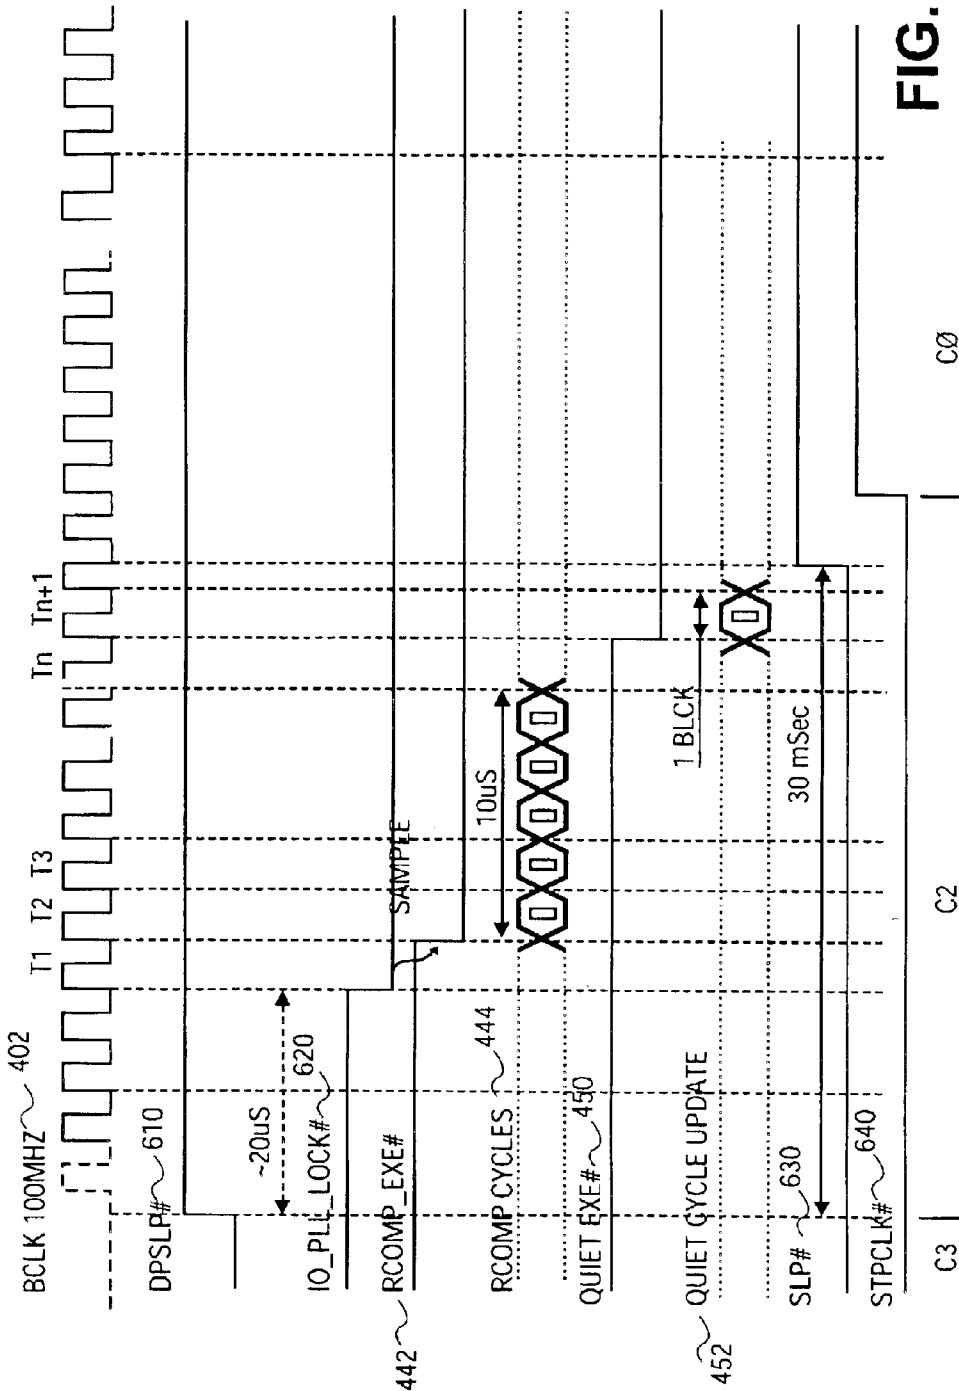 BCLK 100MHZ 402
T1 T2 T3 Tn Tn+1
DPSLP# 610
~20uS
IO_PLL_LOCK# 620
442 RCOMP_EXE#
SAMPLE
RCOMP CYCLES 444
10uS
QUIET EXE# 450
452 QUIET CYCLE UPDATE
1 BLCK
SLP# 630
30 mSec
STPCLK# 640
C3 C2 CØ
FIG.